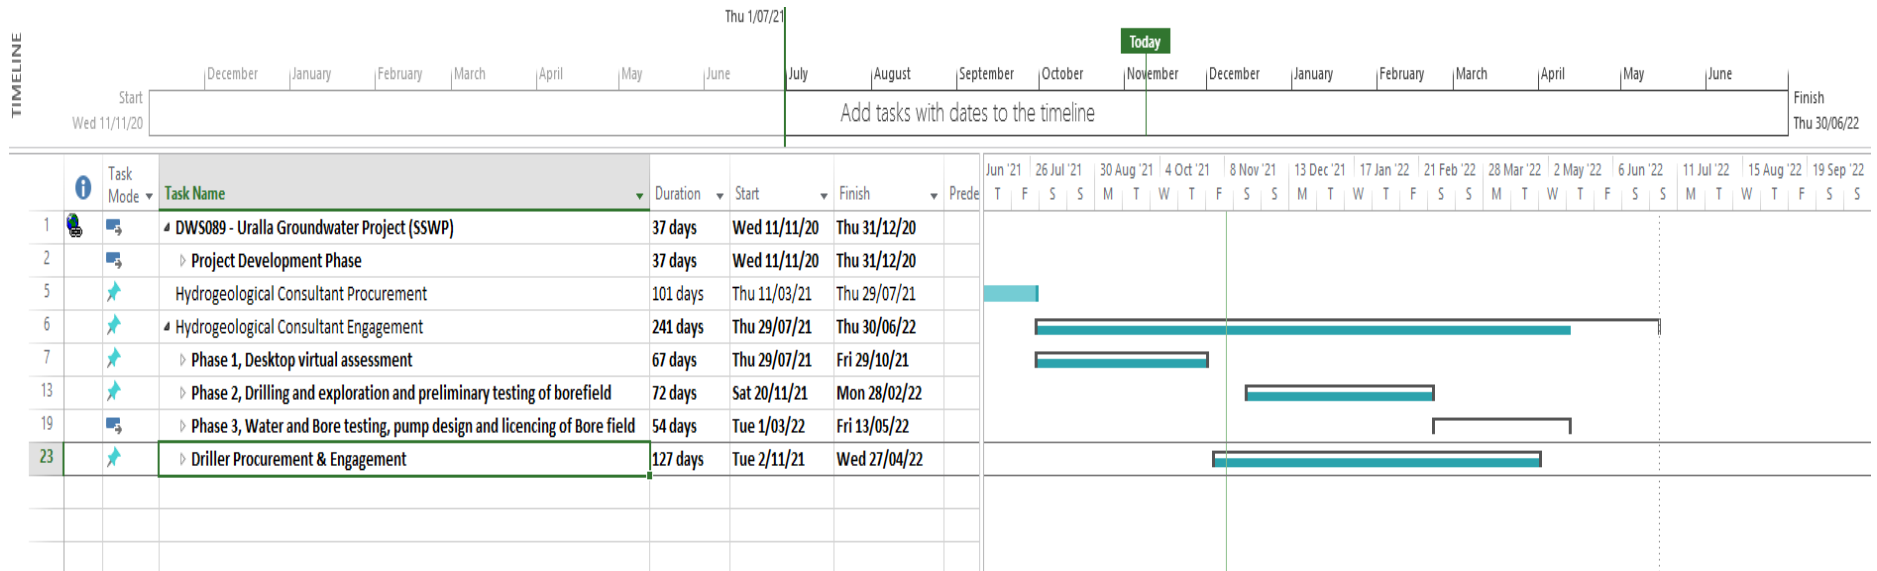 Thu 1/07/21
Today
TIMELINE
December January February March April May June July August September October November December January February March April May June
Start
Wed 11/11/20
Add tasks with dates to the timeline
Finish
Thu 30/06/22
Task Mode Task Name Duration Start Finish Prede
Jun '21 26 Jul '21 30 Aug '21 4 Oct '21 8 Nov '21 13 Dec '21 17 Jan '22 21 Feb '22 28 Mar '22 2 May '22 6 Jun '22 11 Jul '22 15 Aug '22 19 Sep '22
T F S S M T W T F S S M T W T F S S M T W T F S S M T W T F S S
1 DWS089 - Uralla Groundwater Project (SSWP) 37 days Wed 11/11/20 Thu 31/12/20
2 Project Development Phase 37 days Wed 11/11/20 Thu 31/12/20
5 Hydrogeological Consultant Procurement 101 days Thu 11/03/21 Thu 29/07/21
6 Hydrogeological Consultant Engagement 241 days Thu 29/07/21 Thu 30/06/22
7 Phase 1, Desktop virtual assessment 67 days Thu 29/07/21 Fri 29/10/21
13 Phase 2, Drilling and exploration and preliminary testing of borefield 72 days Sat 20/11/21 Mon 28/02/22
19 Phase 3, Water and Bore testing, pump design and licencing of Bore field 54 days Tue 1/03/22 Fri 13/05/22
23 Driller Procurement & Engagement 127 days Tue 2/11/21 Wed 27/04/22